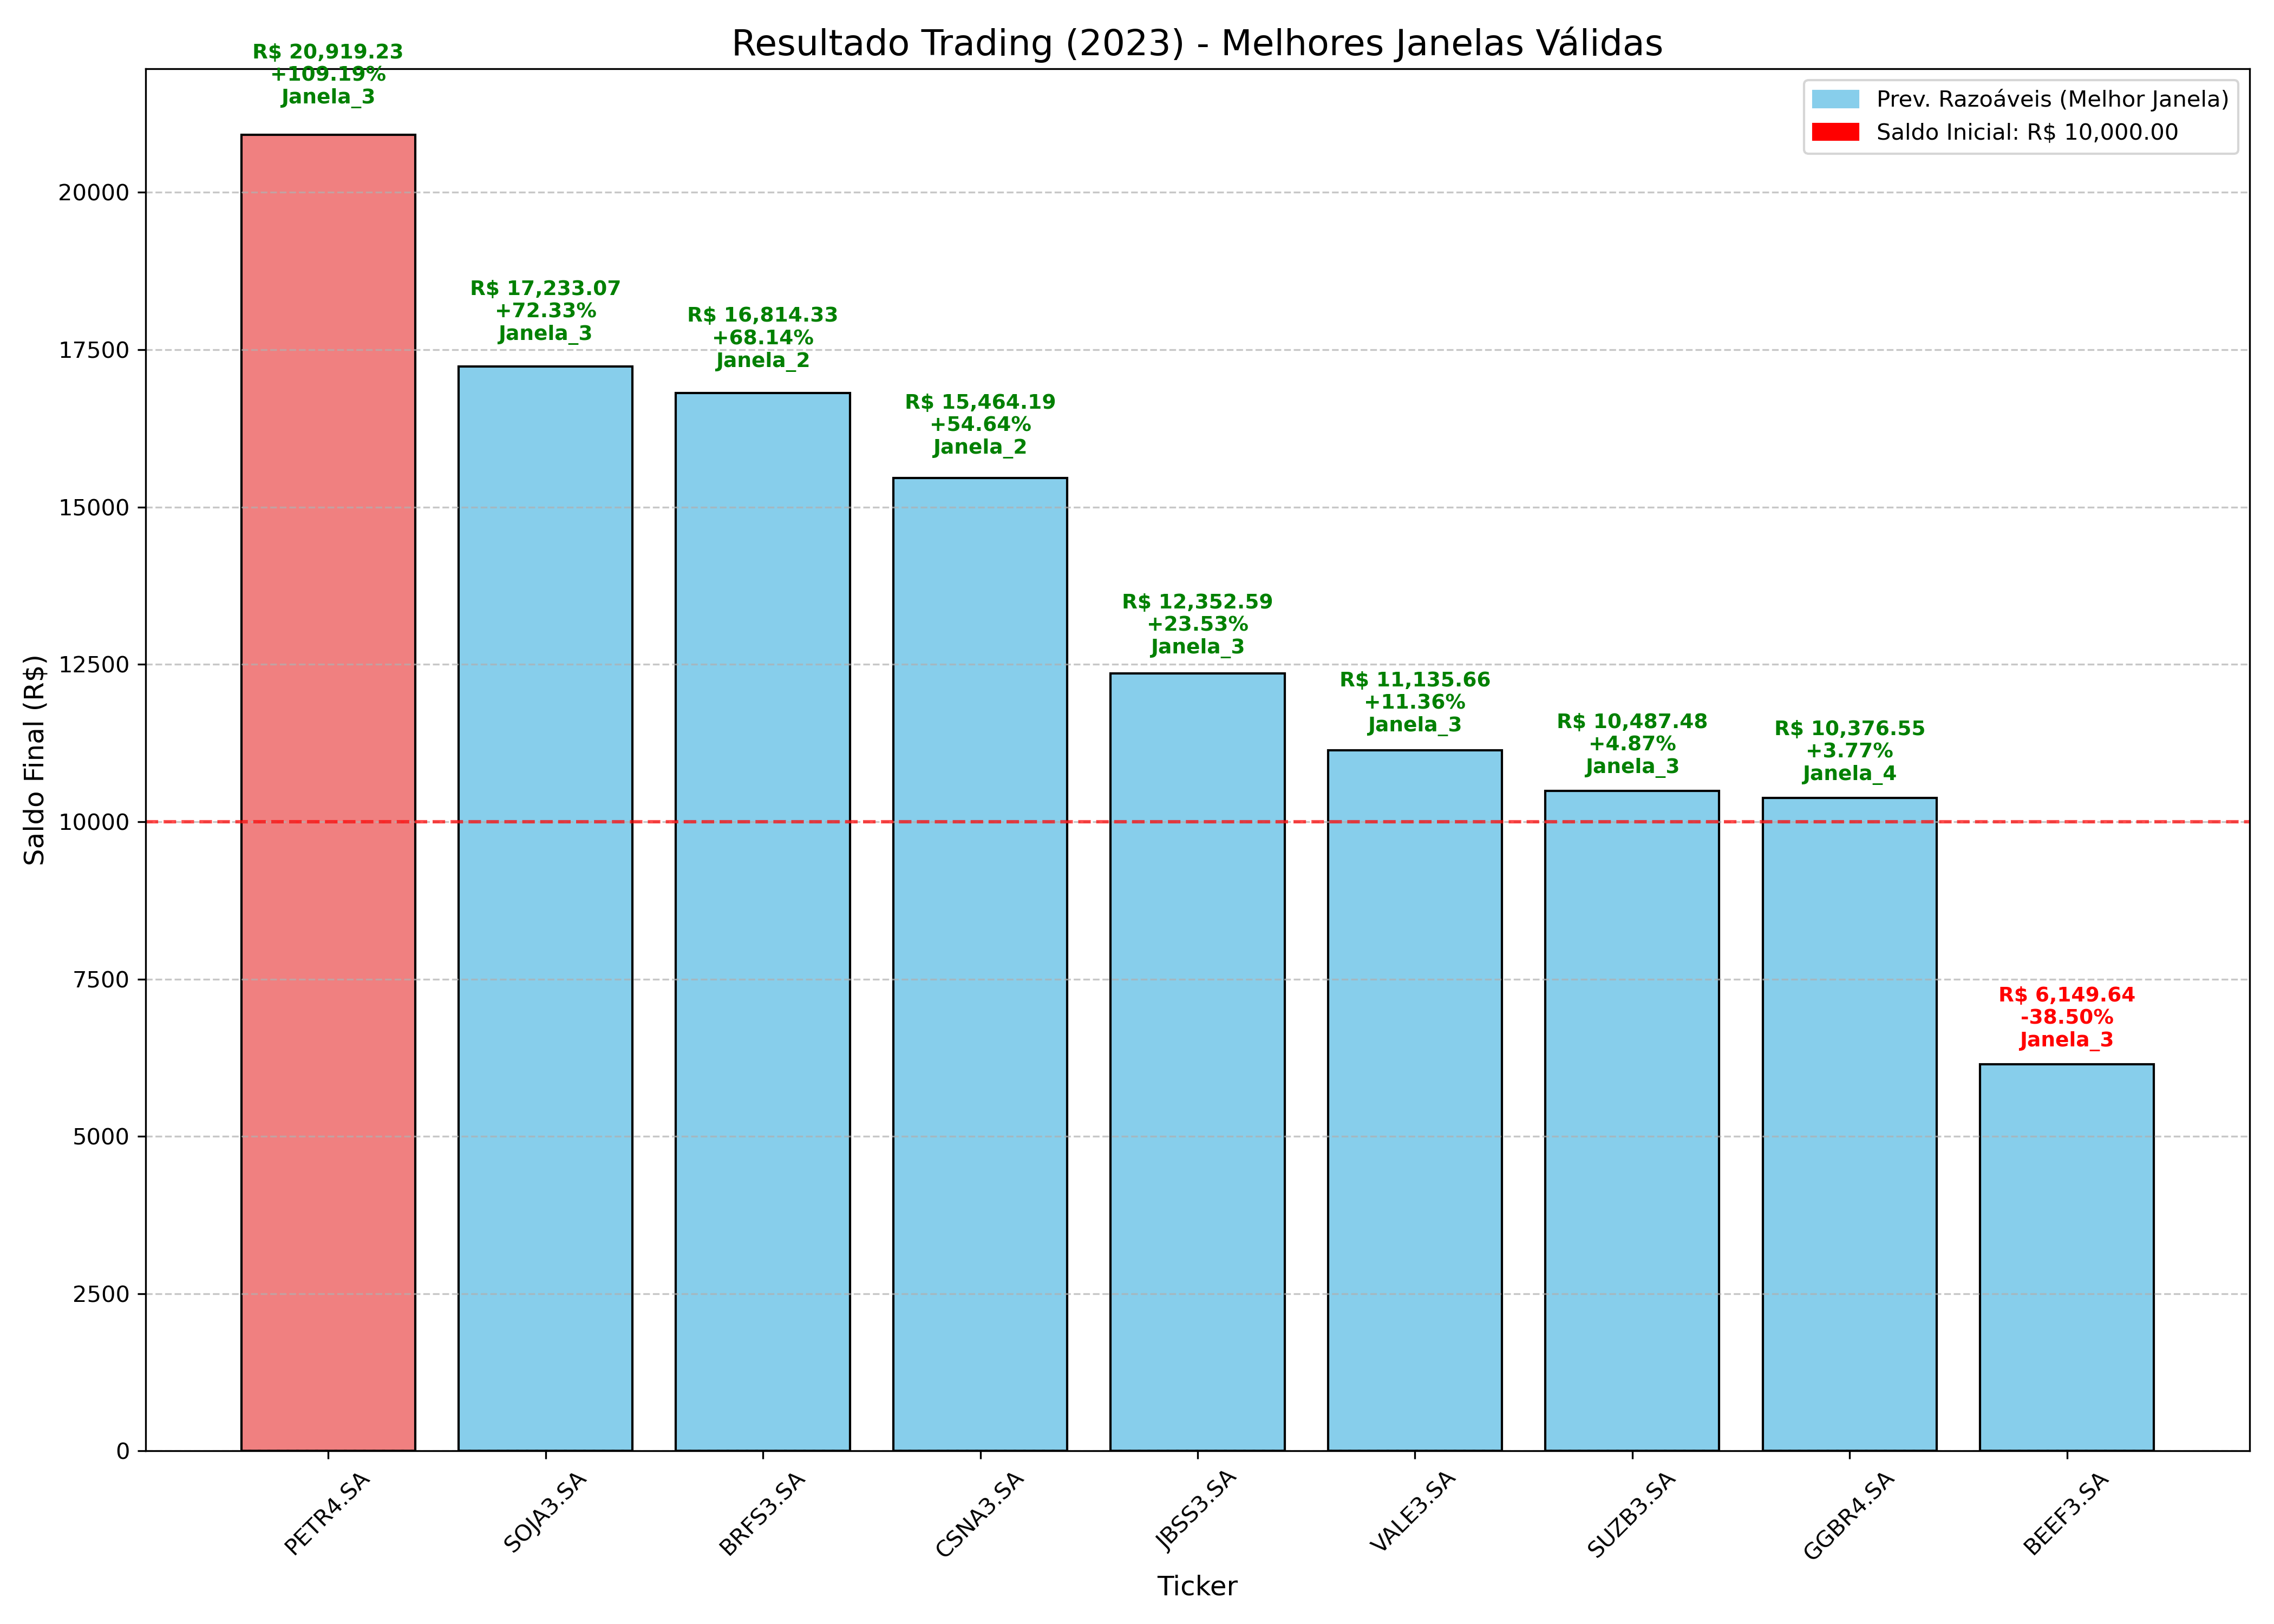 Resultado Trading (2023) - Melhores Janelas Válidas
Prev. Razoáveis (Melhor Janela)
Saldo Inicial: R$ 10,000.00
R$ 20,919.23
+109.19%
Janela_3
R$ 17,233.07
+72.33%
Janela_3
R$ 16,814.33
+68.14%
Janela_2
R$ 15,464.19
+54.64%
Janela_2
R$ 12,352.59
+23.53%
Janela_3
R$ 11,135.66
+11.36%
Janela_3
R$ 10,487.48
+4.87%
Janela_3
R$ 10,376.55
+3.77%
Janela_4
R$ 6,149.64
-38.50%
Janela_3
Saldo Final (R$)
20000
17500
15000
12500
10000
7500
5000
2500
0
PETR4.SA
SOJA3.SA
BRFS3.SA
CSNA3.SA
JBSS3.SA
VALE3.SA
SUZB3.SA
GGBR4.SA
BEEF3.SA
Ticker